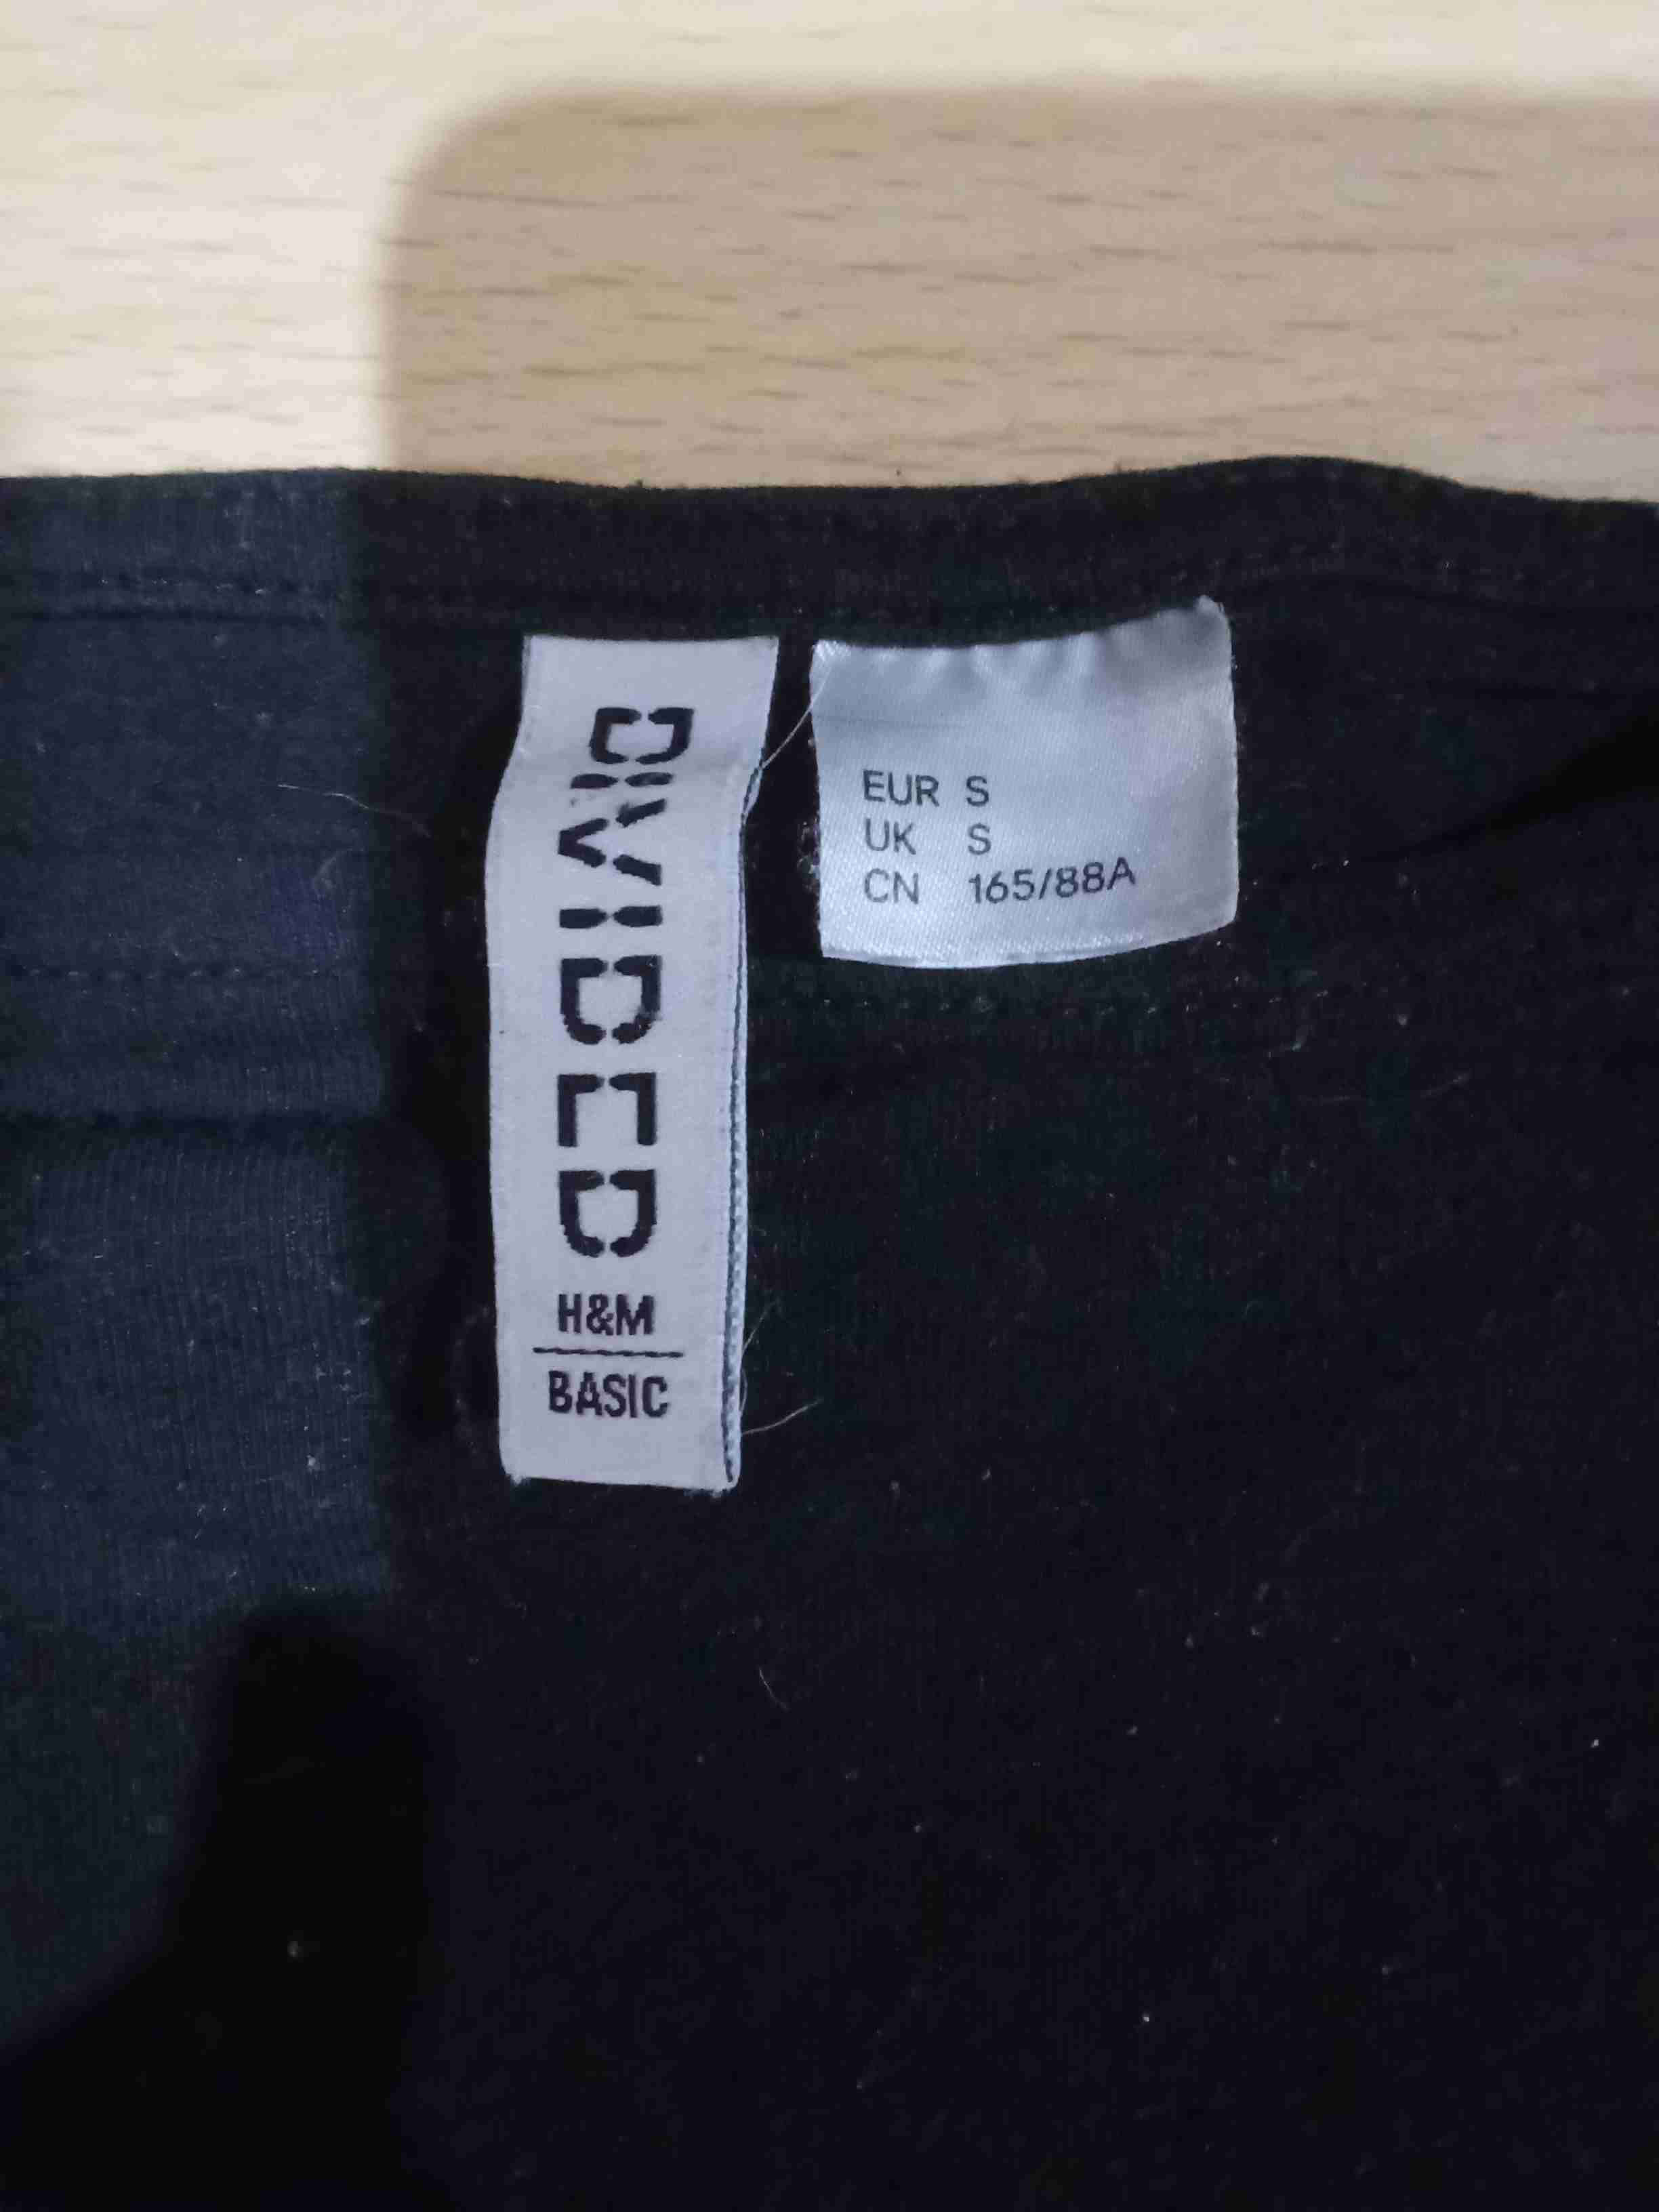 DIVIDED
H&M
BASIC
EUR S
UK S
CN 165/88A